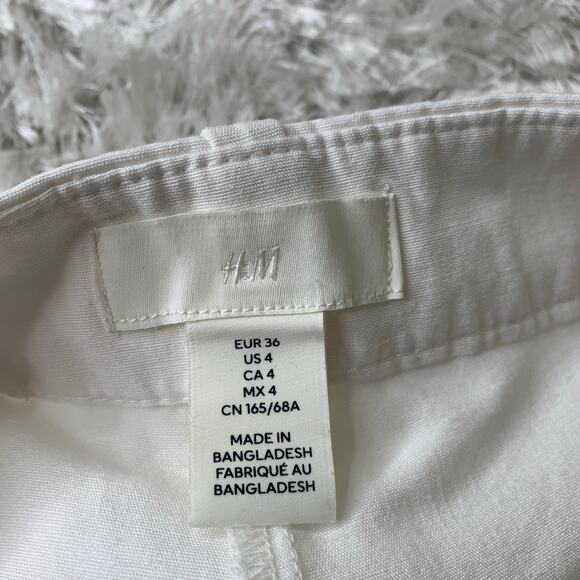 H&M
EUR 36
US 4
CA 4
MX 4
CN 165/68A
MADE IN
BANGLADESH
FABRIQUÉ AU
BANGLADESH